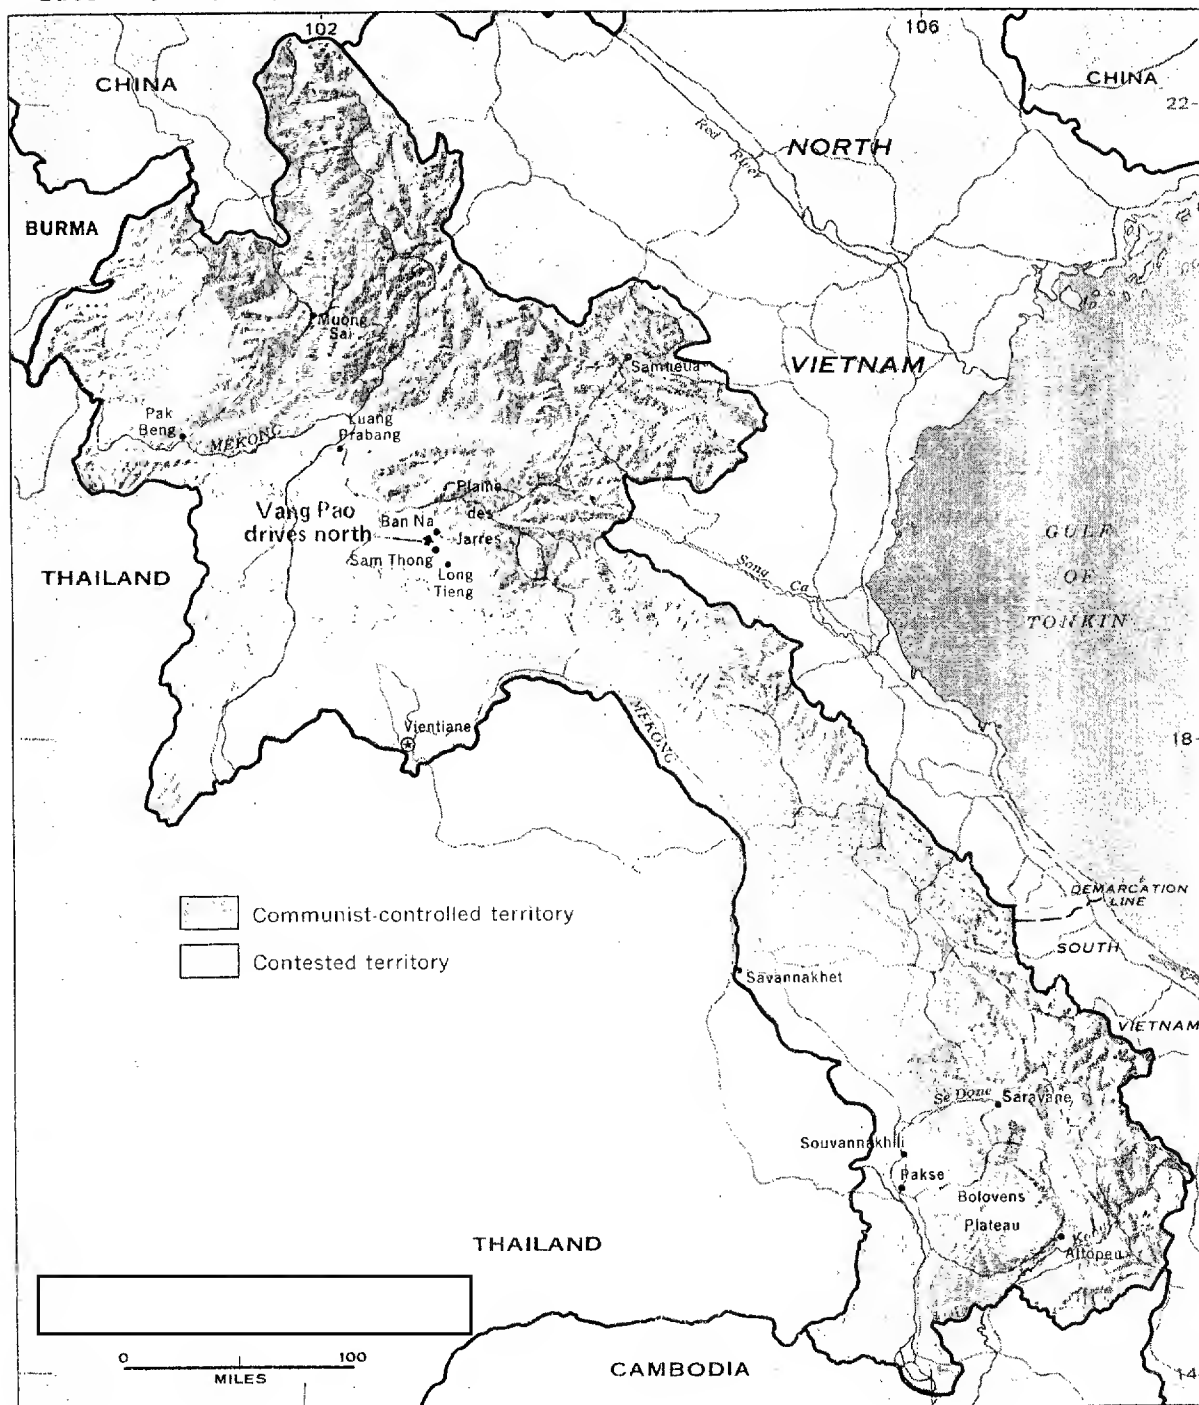 102
106
CHINA
CHINA
22
Red River
NORTH
BURMA
Muong
Sai
VIETNAM
Samneua
Pak
Beng
MEKONG
Luang
Prabang
Plaine
des
Jarres
Vang Pao
drives north
Ban Na
Sam Thong
Long
Tieng
GULF
OF
TONKIN
THAILAND
Song Ca
MEKONG
Vientiane
18
DEMARCATION
LINE
Communist-controlled territory
SOUTH
Contested territory
Savannakhet
VIETNAM
Se Done
Saravane
Souvannakhili
Pakse
Bolovens
Plateau
Attopeu
THAILAND
0 100
MILES
CAMBODIA
14